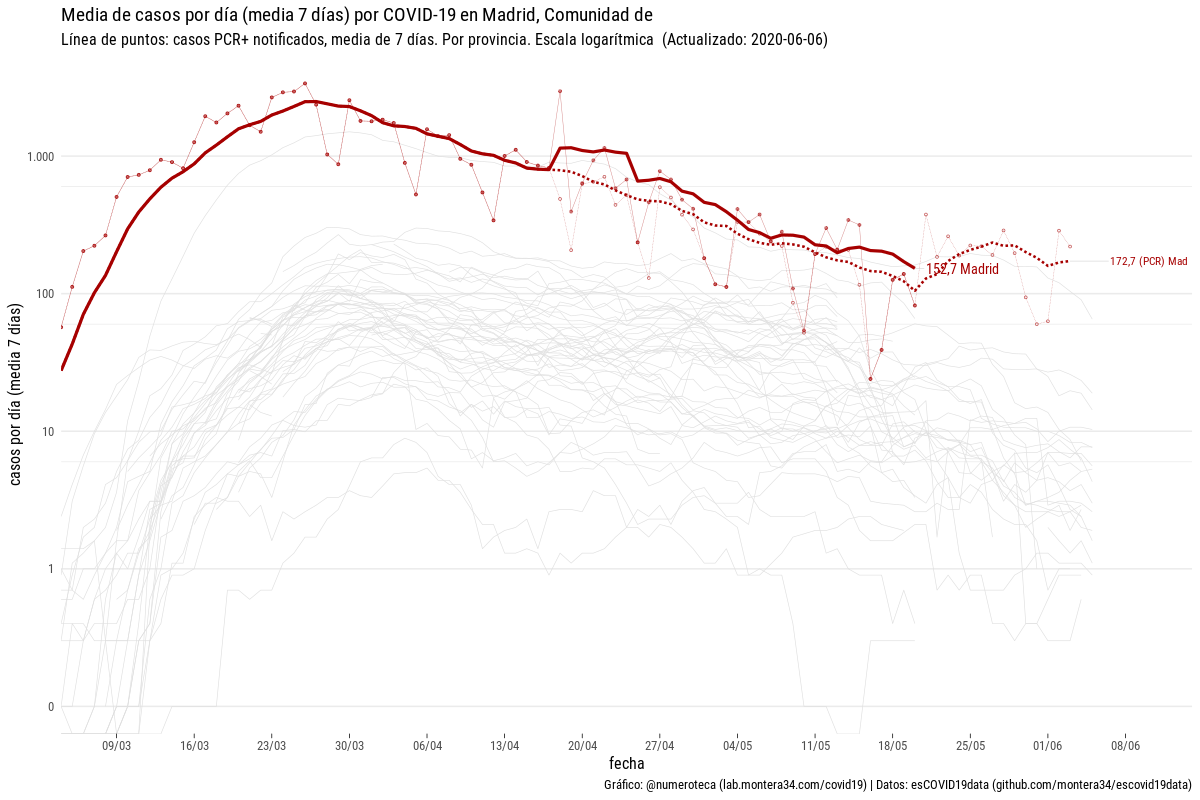 Media de casos por día (media 7 días) por COVID-19 en Madrid, Comunidad de
Línea de puntos: casos PCR+ notificados, media de 7 días. Por provincia. Escala logarítmica (Actualizado: 2020-06-06)
casos por día (media 7 días)
1.000
100
10
1
0
152,7 Madrid
172,7 (PCR) Mad
09/03
16/03
23/03
30/03
06/04
13/04
20/04
27/04
04/05
11/05
18/05
25/05
01/06
08/06
fecha
Gráfico: @numeroteca (lab.montera34.com/covid19) | Datos: esCOVID19data (github.com/montera34/escovid19data)